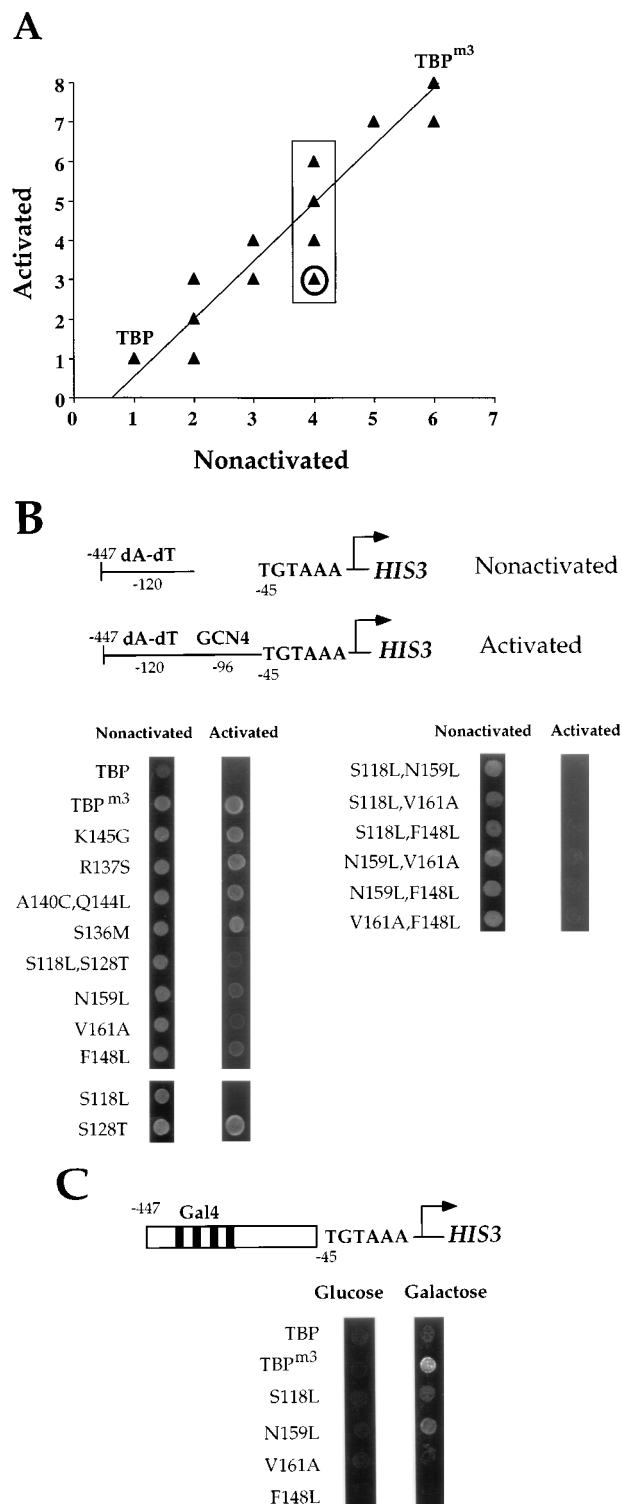 A
TBP^m3
8
7
6
5
4
3
2
1
0
Activated
TBP
0 1 2 3 4 5 6 7
Nonactivated
B
-447 dA-dT
-120
TGTAAA HIS3 Nonactivated
-45
-447 dA-dT GCN4
-120 -96
TGTAAA HIS3 Activated
-45
Nonactivated Activated
TBP
TBP^m3
K145G
R137S
A140C,Q144L
S136M
S118L,S128T
N159L
V161A
F148L
S118L
S128T
Nonactivated Activated
S118L,N159L
S118L,V161A
S118L,F148L
N159L,V161A
N159L,F148L
V161A,F148L
C
-447
Gal4
TGTAAA HIS3
-45
Glucose Galactose
TBP
TBP^m3
S118L
N159L
V161A
F148L